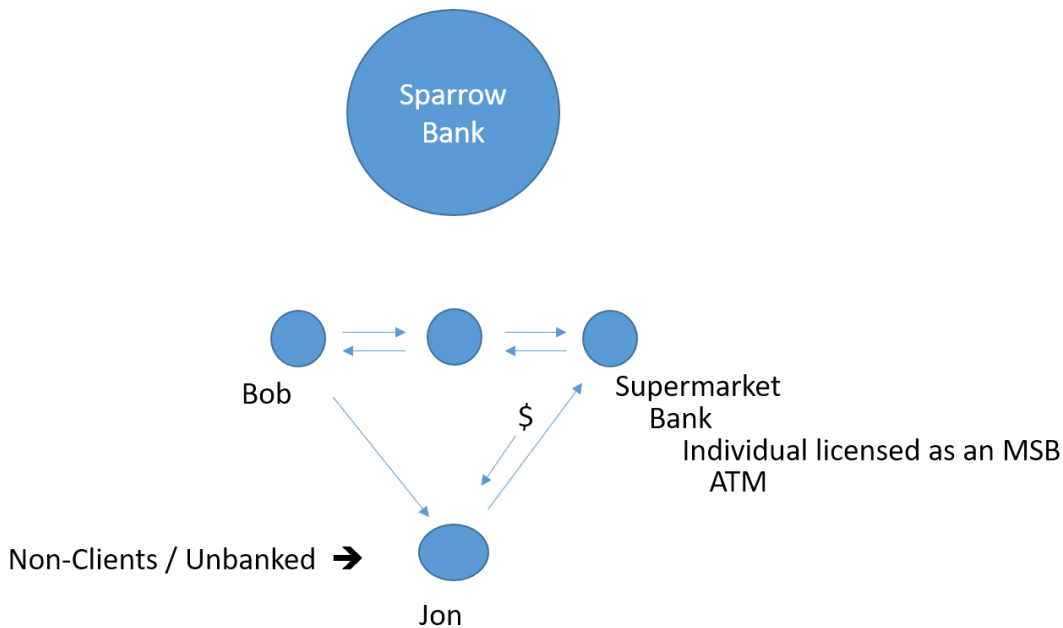 Sparrow
Bank
Bob
$
Supermarket
Bank
Individual licensed as an MSB
ATM
Non-Clients / Unbanked ➔
Jon